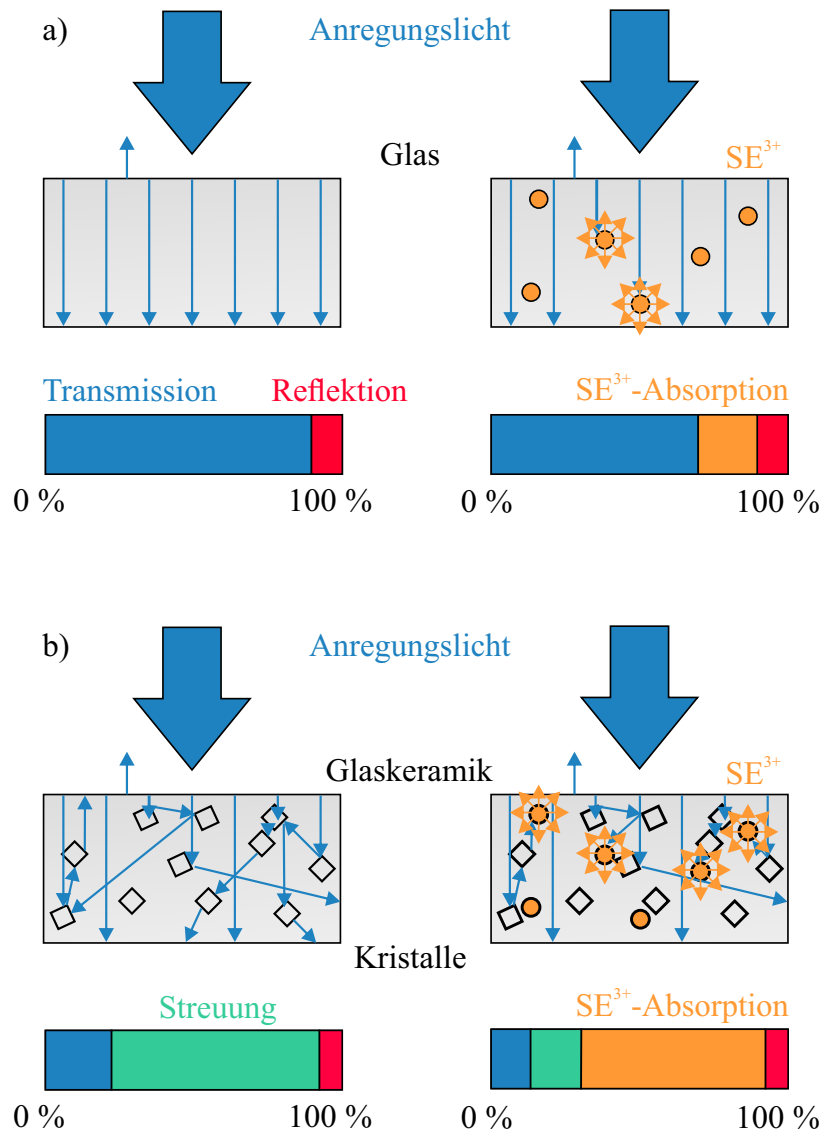 a) Anregungslicht
Glas SE³⁺
Transmission Reflektion SE³⁺-Absorption
0 % 100 % 0 % 100 %
b) Anregungslicht
Glaskeramik SE³⁺
Kristalle
Streuung SE³⁺-Absorption
0 % 100 % 0 % 100 %